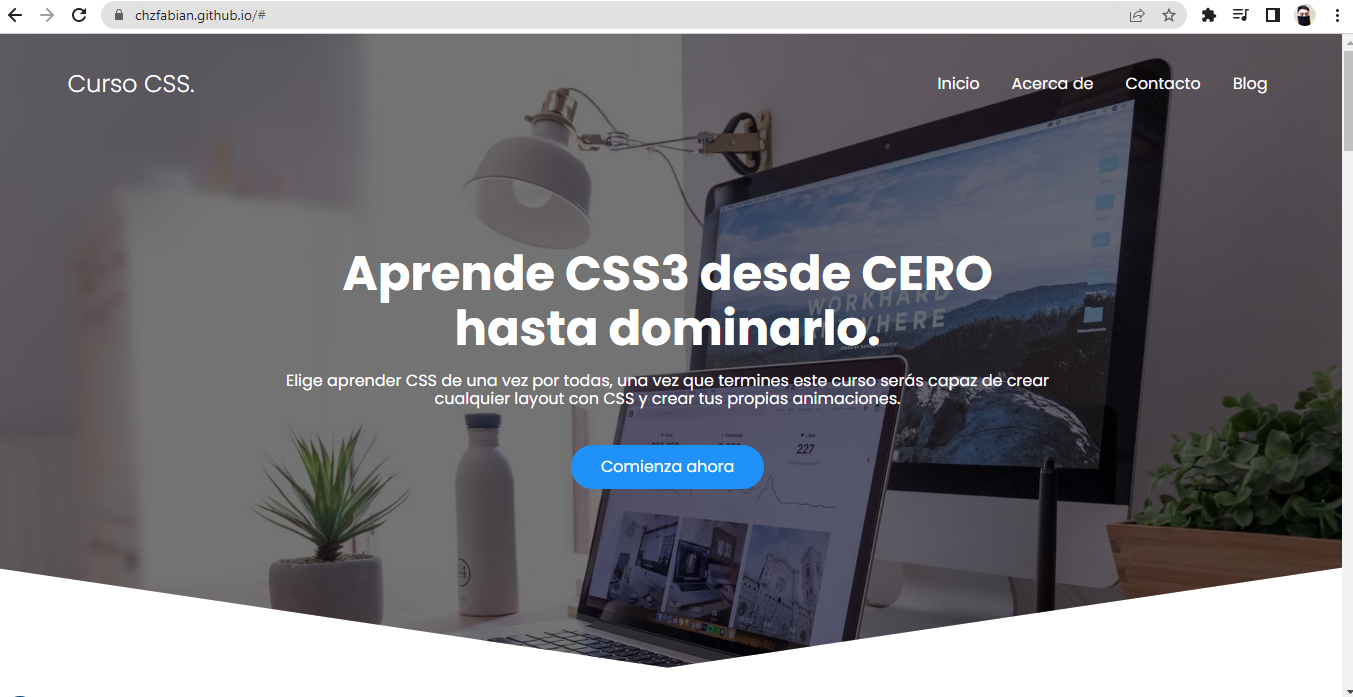 chzfabian.github.io/#
Curso CSS.
Inicio Acerca de Contacto Blog
Aprende CSS3 desde CERO
hasta dominarlo.
WORKHARD
Elige aprender CSS de una vez por todas, una vez que termines este curso serás capaz de crear
cualquier layout con CSS y crear tus propias animaciones.
227
Comienza ahora